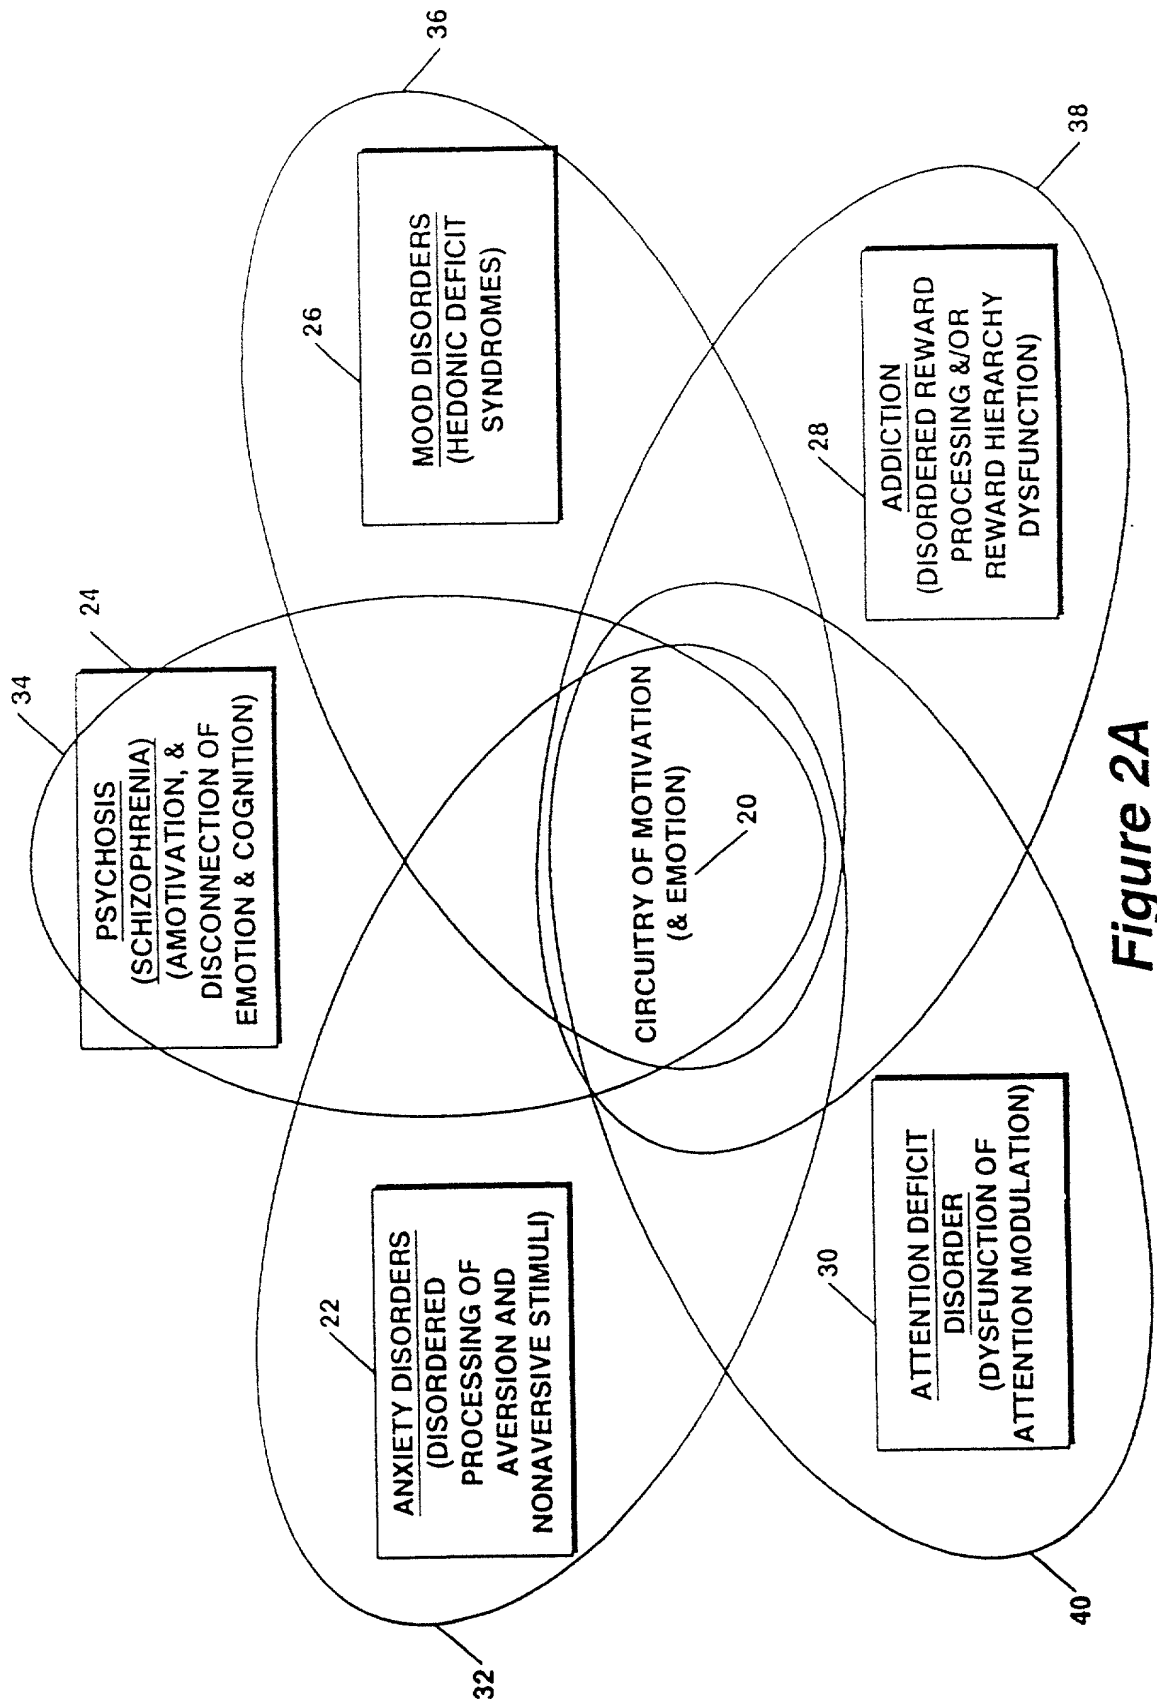 34
24
PSYCHOSIS
(SCHIZOPHRENIA)
(AMOTIVATION, &
DISCONNECTION OF
EMOTION & COGNITION)
36
26
MOOD DISORDERS
(HEDONIC DEFICIT
SYNDROMES)
22
ANXIETY DISORDERS
(DISORDERED
PROCESSING OF
AVERSION AND
NONAVERSIVE STIMULI)
32
CIRCUITRY OF MOTIVATION
(& EMOTION)
20
38
28
ADDICTION
(DISORDERED REWARD
PROCESSING &/OR
REWARD HIERARCHY
DYSFUNCTION)
30
ATTENTION DEFICIT
DISORDER
(DYSFUNCTION OF
ATTENTION MODULATION)
40
Figure 2A